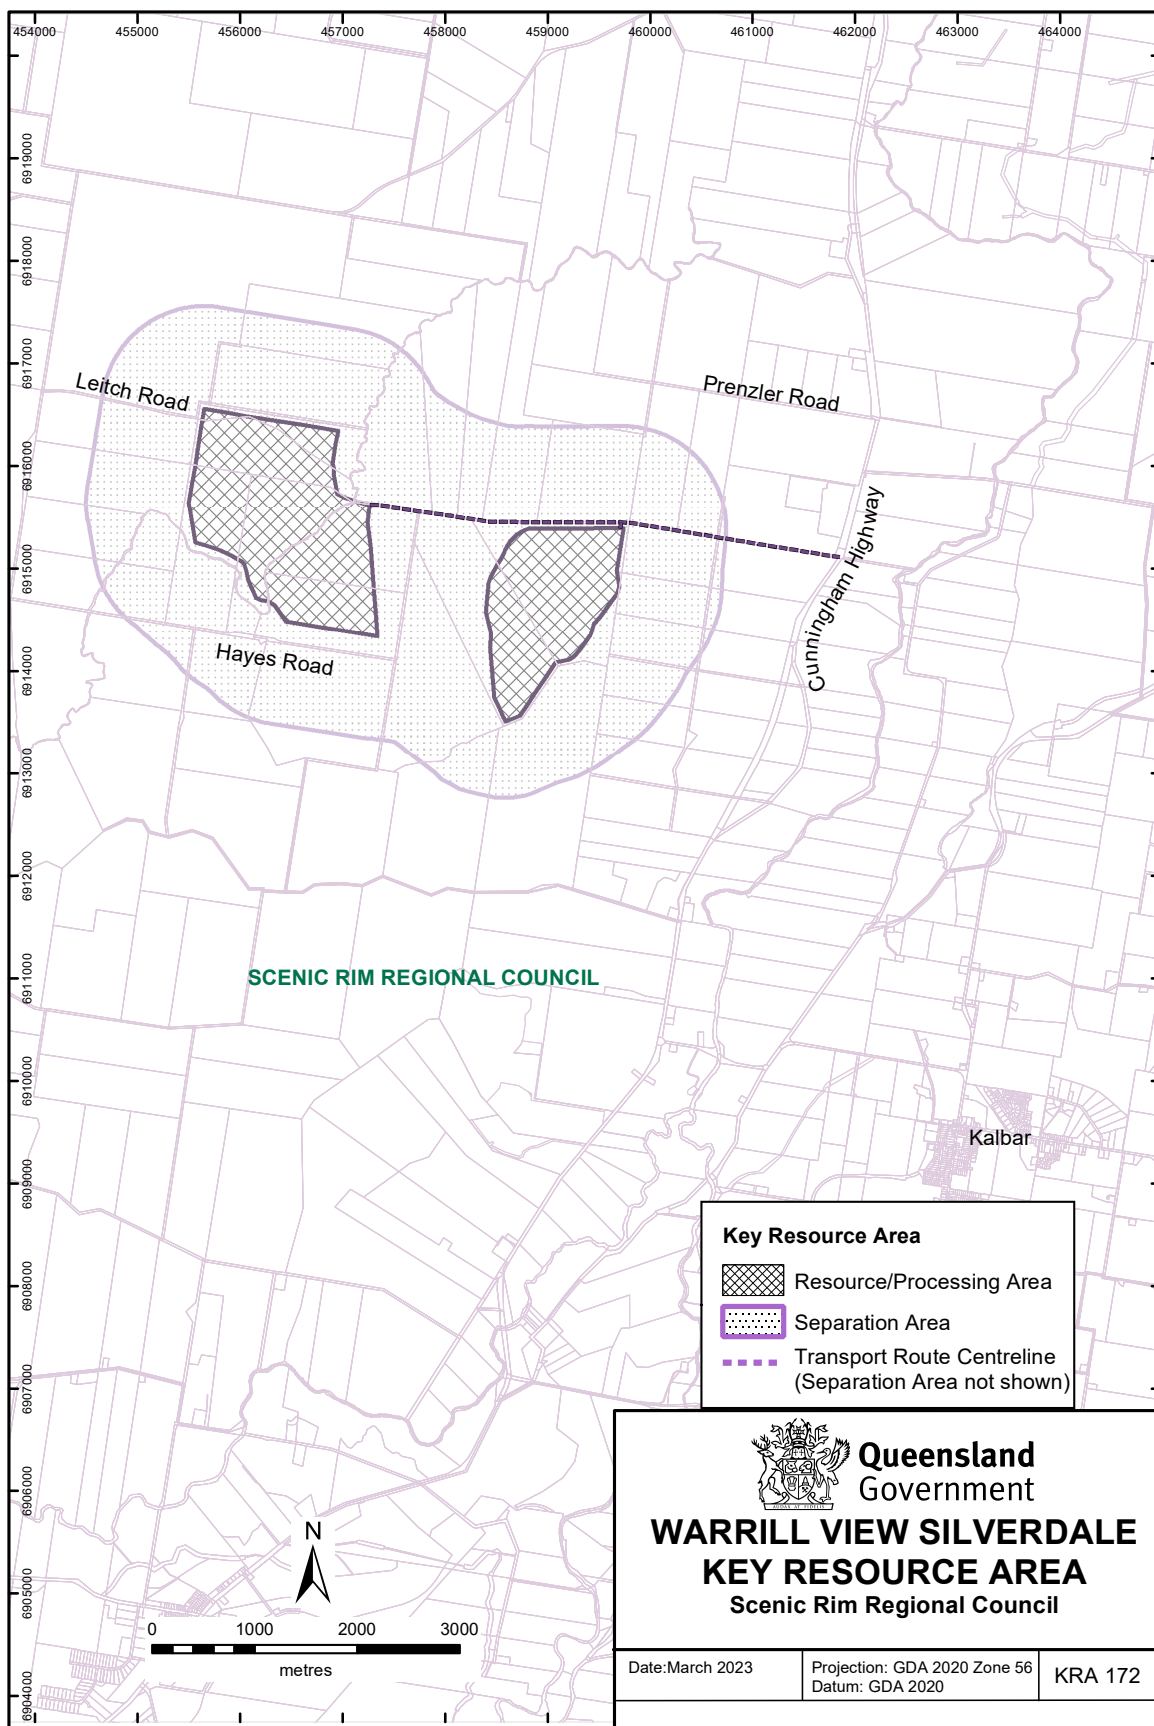 454000 455000 456000 457000 458000 459000 460000 461000 462000 463000 464000
6919000
6918000
6917000
6916000
6915000
6914000
6913000
6912000
6911000
6910000
6909000
6908000
6907000
6906000
6905000
6904000
Leitch Road
Prenzler Road
Cunningham Highway
Hayes Road
SCENIC RIM REGIONAL COUNCIL
Kalbar
Key Resource Area
Resource/Processing Area
Separation Area
Transport Route Centreline
(Separation Area not shown)
N
0 1000 2000 3000
metres
AUDAX AT FIDELIS
Queensland
Government
WARRILL VIEW SILVERDALE
KEY RESOURCE AREA
Scenic Rim Regional Council
Date:March 2023
Projection: GDA 2020 Zone 56
Datum: GDA 2020
KRA 172